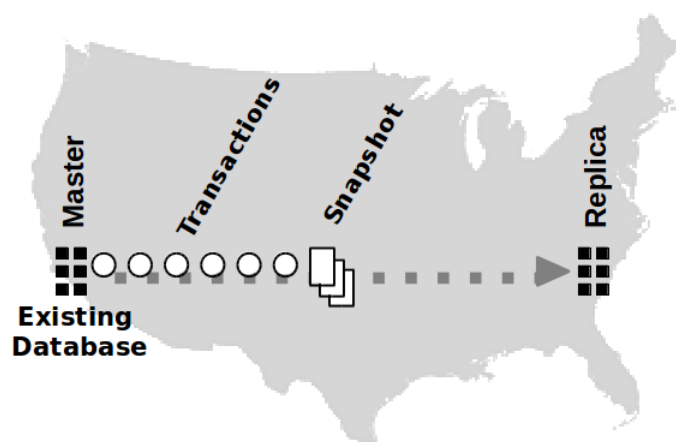 Master
Transactions
Snapshot
Replica
Existing
Database